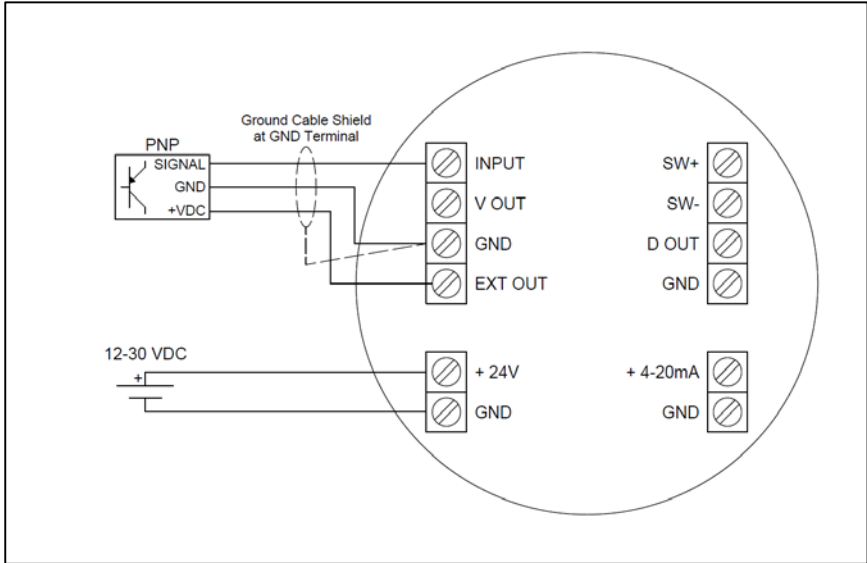 Ground Cable Shield
at GND Terminal
PNP
SIGNAL
GND
+VDC
INPUT
V OUT
GND
EXT OUT
SW+
SW-
D OUT
GND
12-30 VDC
+
+ 24V
GND
+ 4-20mA
GND